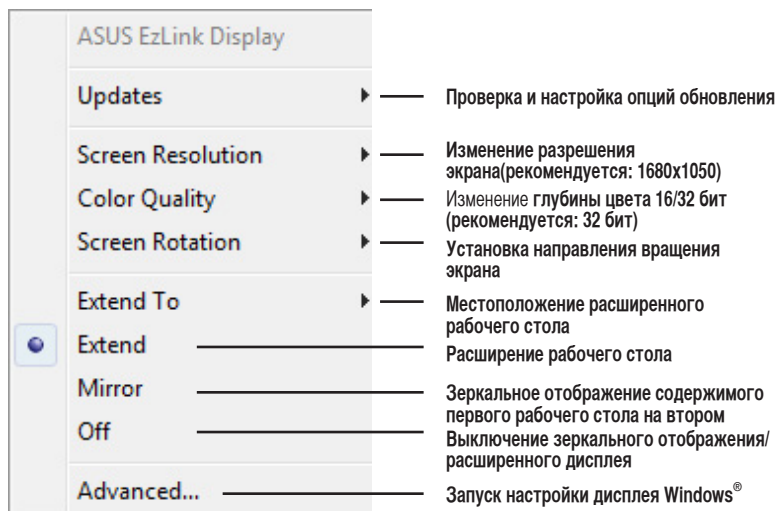 ASUS EzLink Display
Updates
Проверка и настройка опций обновления
Screen Resolution
Изменение разрешения
экрана(рекомендуется: 1680x1050)
Color Quality
Изменение глубины цвета 16/32 бит
(рекомендуется: 32 бит)
Screen Rotation
Установка направления вращения
экрана
Extend To
Местоположение расширенного
рабочего стола
Extend
Расширение рабочего стола
Mirror
Зеркальное отображение содержимого
первого рабочего стола на втором
Off
Выключение зеркального отображения/
расширенного дисплея
Advanced...
Запуск настройки дисплея Windows®